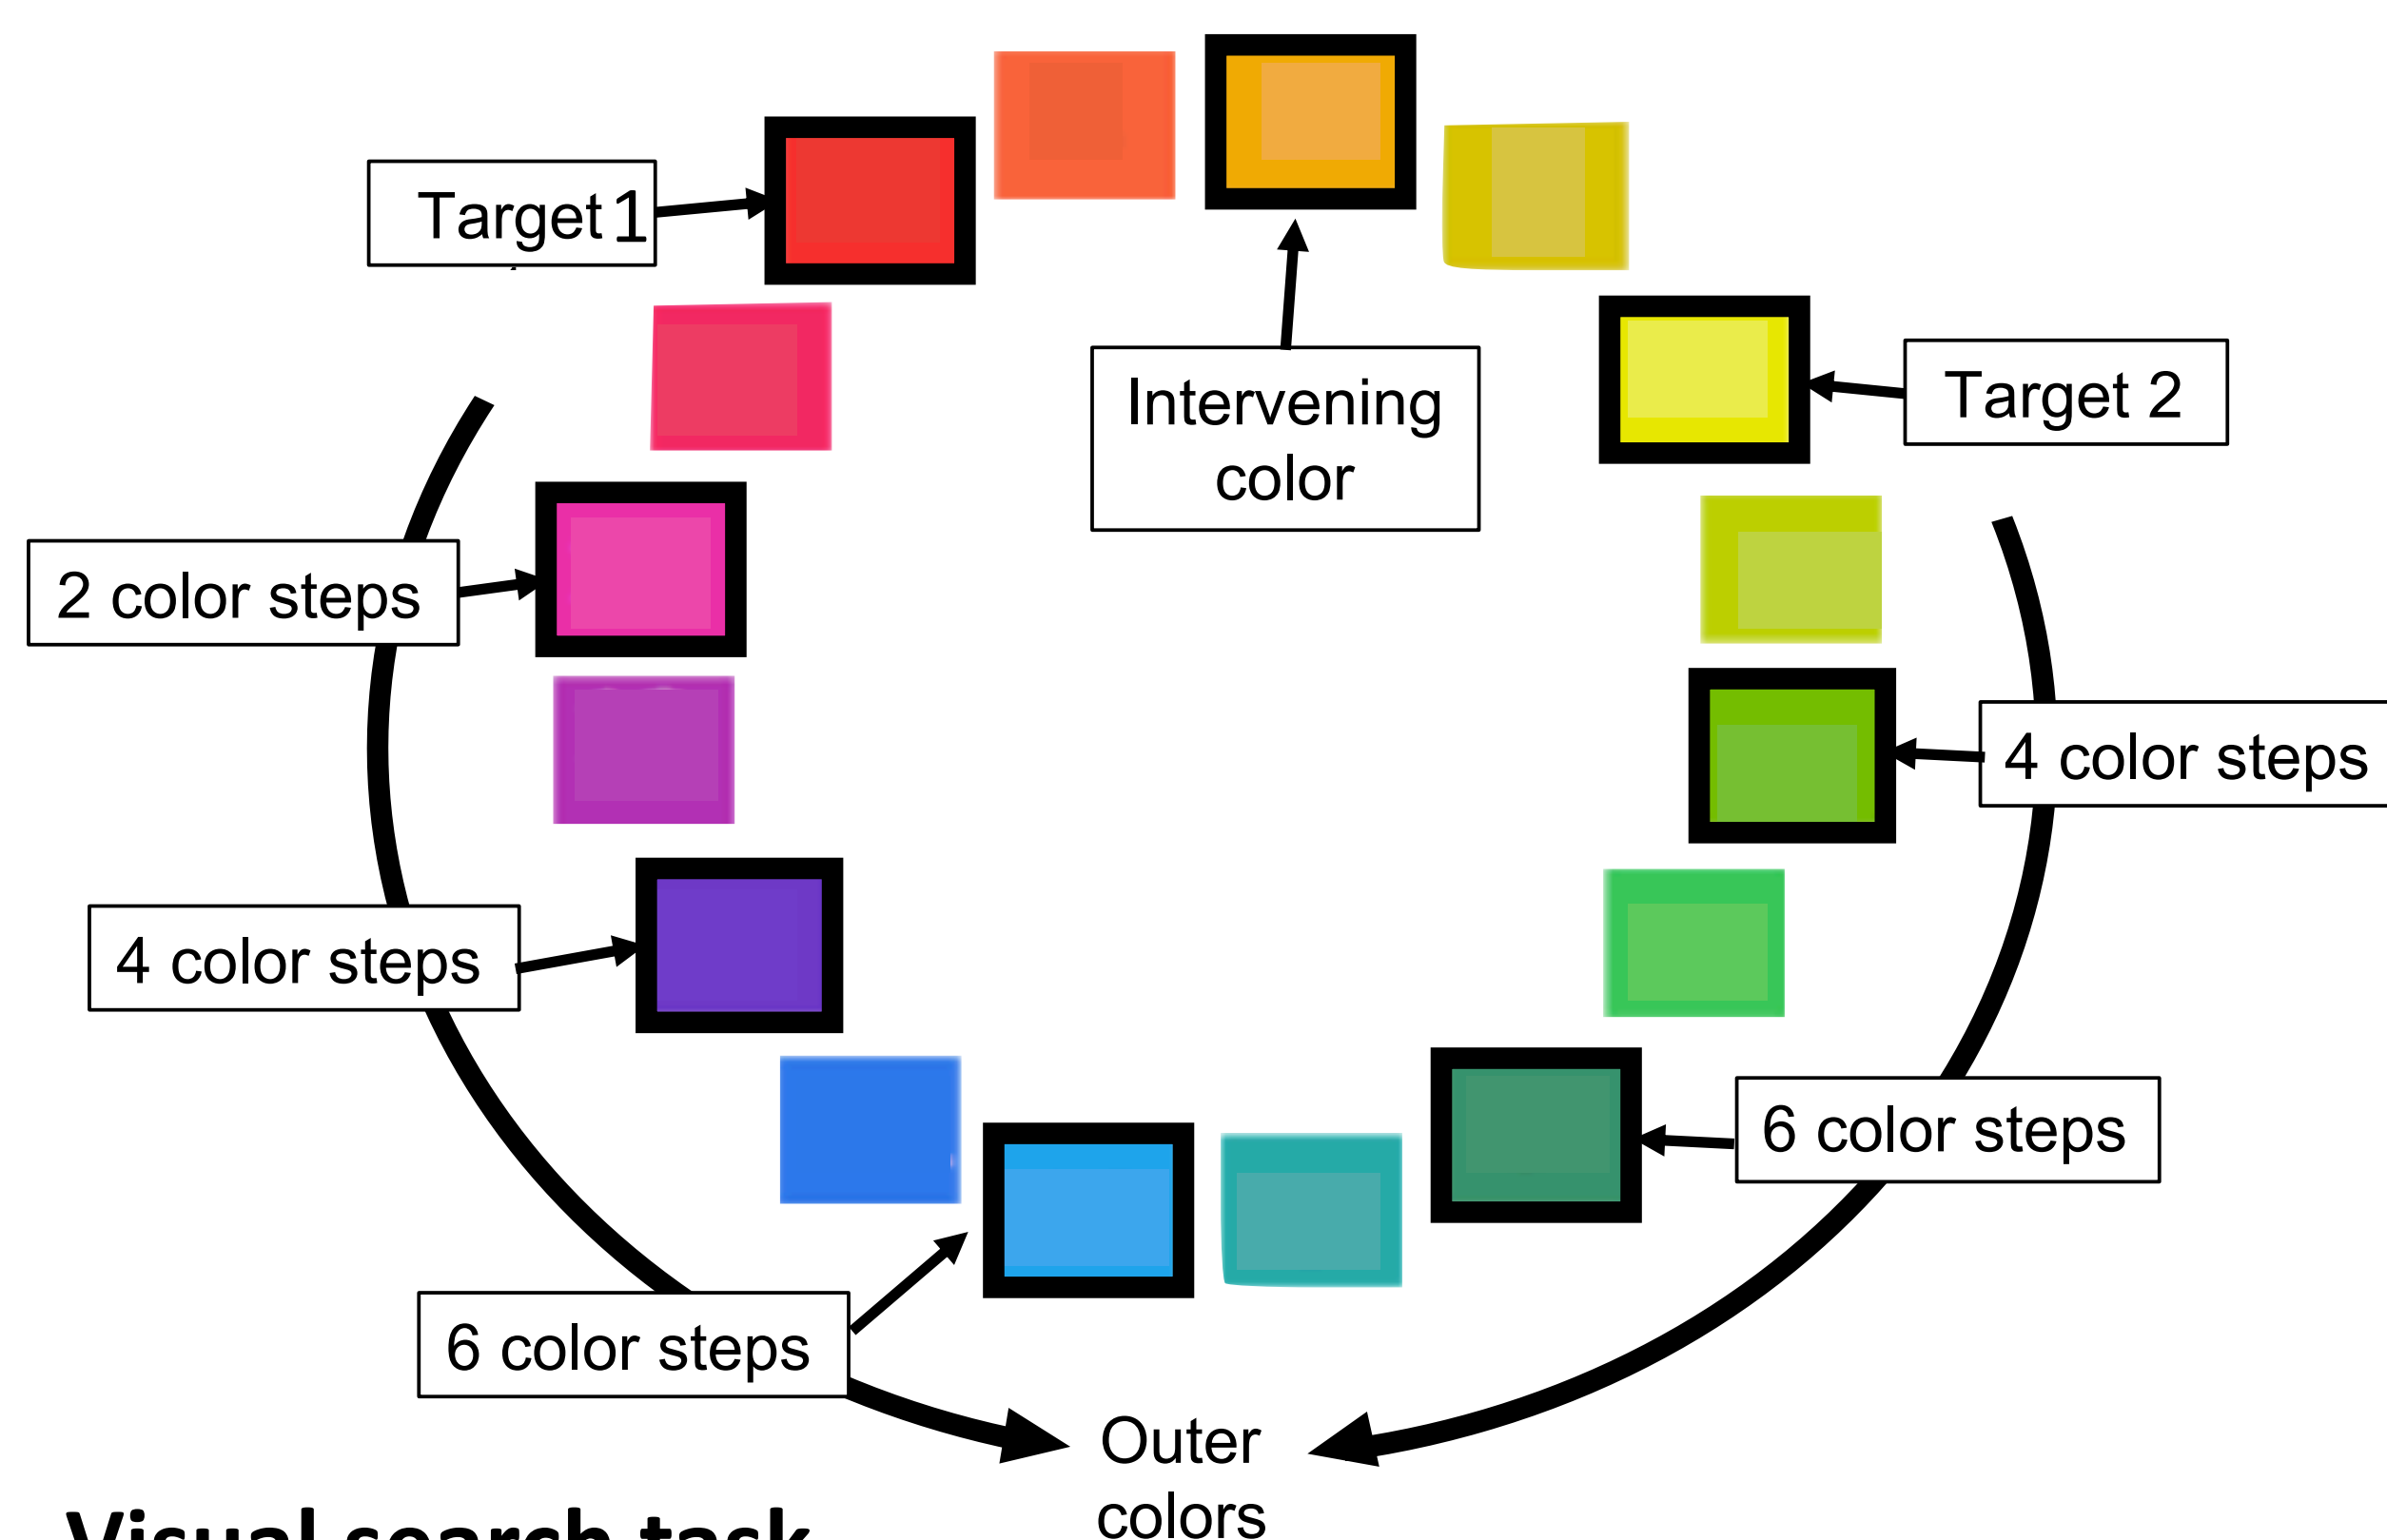 Target 1
Intervening
color
Target 2
2 color steps
4 color steps
4 color steps
6 color steps
6 color steps
Outer
colors
Visual search task